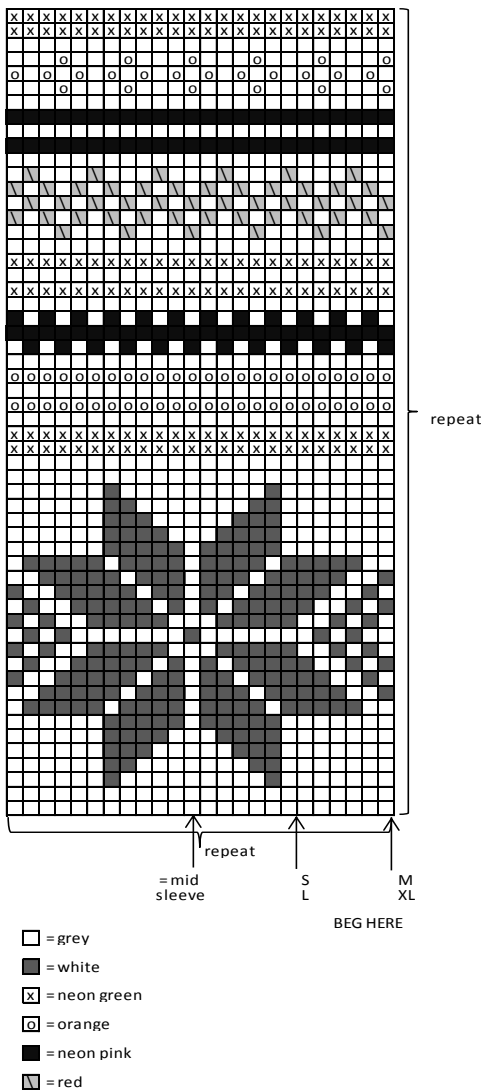 repeat
repeat
=mid sleeve
S
L
M
XL
BEG HERE
=grey
=white
x =neon green
o =orange
=neon pink
\ =red